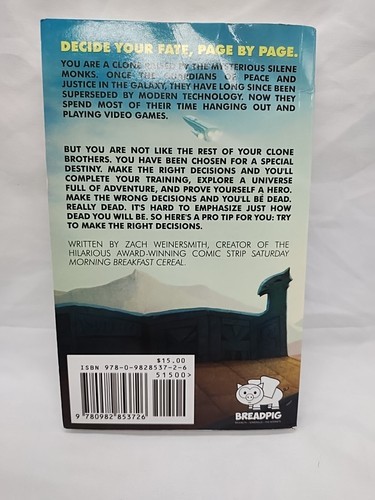 DECIDE YOUR FATE, PAGE BY PAGE.
YOU ARE A CLONE RAISED BY THE MYSTERIOUS SILENE
MONKS. ONCE THE GUARDIANS OF PEACE AND
JUSTICE IN THE GALAXY, THEY HAVE LONG SINCE BEEN
SUPERSEDED BY MODERN TECHNOLOGY. NOW THEY
SPEND MOST OF THEIR TIME HANGING OUT AND
PLAYING VIDEO GAMES.
BUT YOU ARE NOT LIKE THE REST OF YOUR CLONE
BROTHERS. YOU HAVE BEEN CHOSEN FOR A SPECIAL
DESTINY. MAKE THE RIGHT DECISIONS AND YOU'LL
COMPLETE YOUR TRAINING, EXPLORE A UNIVERSE
FULL OF ADVENTURE, AND PROVE YOURSELF A HERO.
MAKE THE WRONG DECISIONS AND YOU'LL BE DEAD.
REALLY DEAD. IT'S HARD TO EMPHASIZE JUST HOW
DEAD YOU WILL BE. SO HERE'S A PRO TIP FOR YOU: TRY
TO MAKE THE RIGHT DECISIONS.
WRITTEN BY ZACH WEINERSMITH, CREATOR OF THE
HILARIOUS AWARD-WINNING COMIC STRIP SATURDAY
MORNING BREAKFAST CEREAL.
$15.00
ISBN 978-0-9828537-2-6
51500>
9 780982 853726
BREADPIG